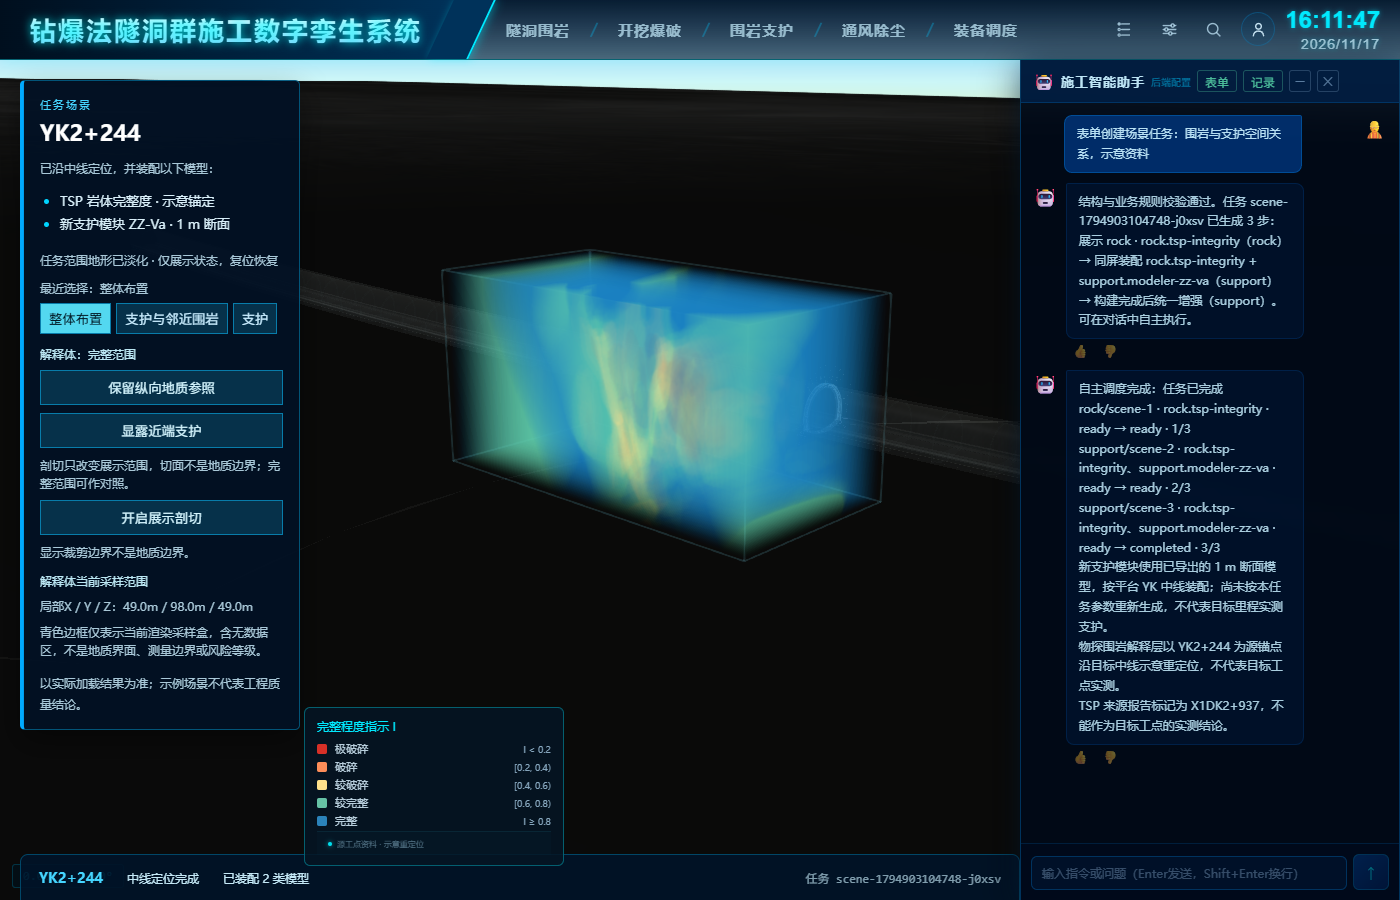 钻爆法隧洞群施工数字孪生系统
隧洞围岩 / 开挖爆破 / 围岩支护 / 通风除尘 / 装备调度
16:11:47
2026/11/17
任务场景
YK2+244
已沿中线定位，并装配以下模型：
TSP 岩体完整度 · 示意锚定
新支护模块 ZZ-Va · 1 m 断面
任务范围地形已淡化 · 仅展示状态，复位恢复
最近选择：整体布置
整体布置 支护与邻近围岩 支护
解释体：完整范围
保留纵向地质参照
显露近端支护
剖切只改变展示范围，切面不是地质边界；完
整范围可作对照。
开启展示剖切
显示裁剪边界不是地质边界。
解释体当前采样范围
局部X / Y / Z：49.0m / 98.0m / 49.0m
青色边框仅表示当前渲染采样盒，含无数据
区，不是地质界面、测量边界或风险等级。
以实际加载结果为准；示例场景不代表工程质
量结论。
完整程度指示 I
极破碎 I < 0.2
破碎 [0.2, 0.4)
较破碎 [0.4, 0.6)
较完整 [0.6, 0.8)
完整 I ≥ 0.8
源工点资料 · 示意重定位
YK2+244 中线定位完成 已装配 2 类模型 任务 scene-1794903104748-j0xsv
施工智能助手 后端配置 表单 记录
表单创建场景任务：围岩与支护空间关
系，示意资料
结构与业务规则校验通过。任务 scene-
1794903104748-j0xsv 已生成 3 步：
展示 rock · rock.tsp-integrity（rock）
→ 同屏装配 rock.tsp-integrity +
support.modeler-zz-va（support）
→ 构建完成后统一增强（support）。
可在对话中自主执行。
自主调度完成：任务已完成
rock/scene-1 · rock.tsp-integrity ·
ready → ready · 1/3
support/scene-2 · rock.tsp-
integrity、support.modeler-zz-va ·
ready → ready · 2/3
support/scene-3 · rock.tsp-
integrity、support.modeler-zz-va ·
ready → completed · 3/3
新支护模块使用已导出的 1 m 断面模
型，按平台 YK 中线装配；尚未按本任
务参数重新生成，不代表目标里程实测
支护。
物探围岩解释层以 YK2+244 为源锚点
沿目标中线示意重定位，不代表目标工
点实测。
TSP 来源报告标记为 X1DK2+937，不
能作为目标工点的实测结论。
输入指令或问题（Enter发送，Shift+Enter换行）